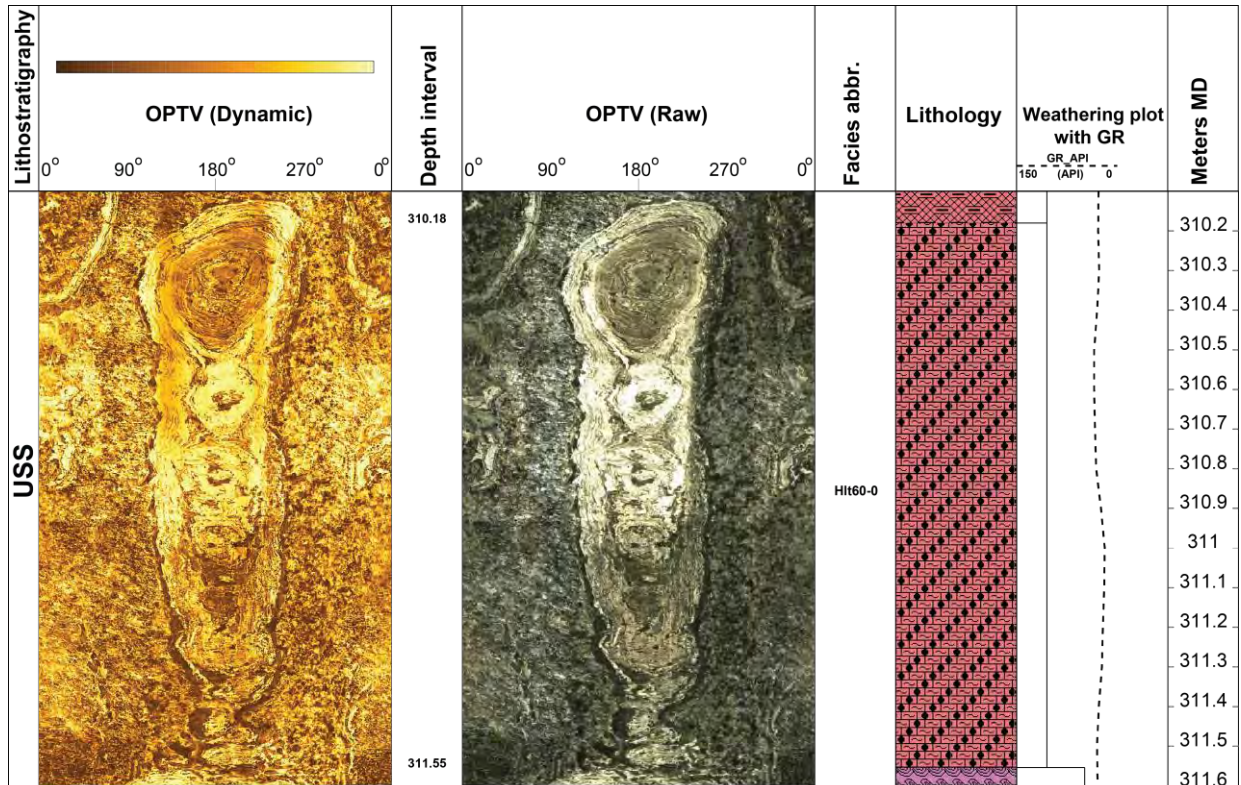 Lithostratigraphy
OPTV (Dynamic)
0° 90° 180° 270° 0°
Depth interval
OPTV (Raw)
0° 90° 180° 270° 0°
Facies abbr.
Lithology
Weathering plot
with GR
GR_API
150 (API) 0
Meters MD
USS
310.18
311.55
Hlt60-0
310.2
310.3
310.4
310.5
310.6
310.7
310.8
310.9
311
311.1
311.2
311.3
311.4
311.5
311.6